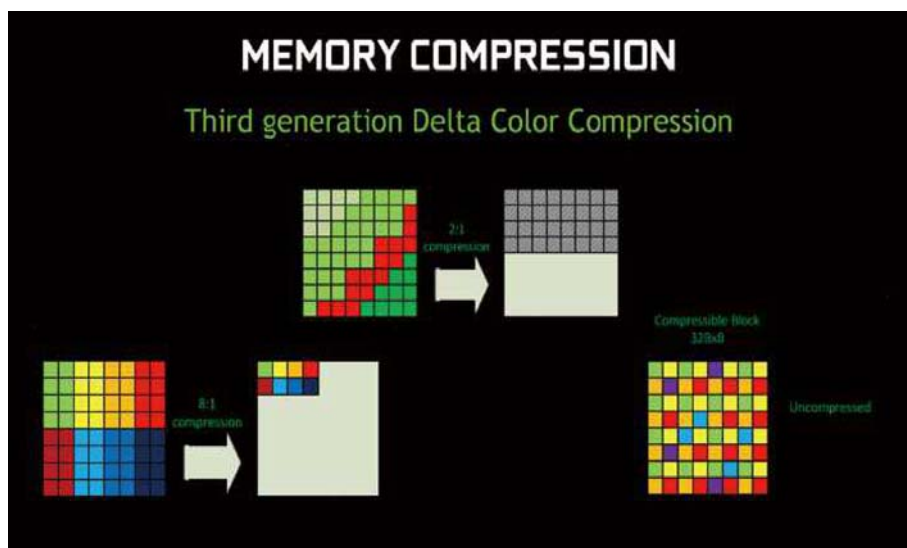 MEMORY COMPRESSION
Third generation Delta Color Compression
2:1
compression
Compressible Block
8:1
compression
Uncompressed